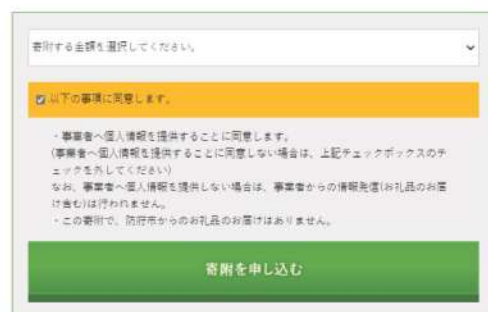 寄附する金額を選択してください。
以下の事項に同意します。
・事業者へ個人情報を提供することに同意します。
(事業者へ個人情報を提供することに同意しない場合は、上記チェックボックスのチ
ェックを外してください)
なお、事業者へ個人情報を提供しない場合は、事業者からの情報発信(お礼品のお届
け含む)は行われません。
・この寄附で、防府市からのお礼品のお届けはありません。
寄附を申し込む